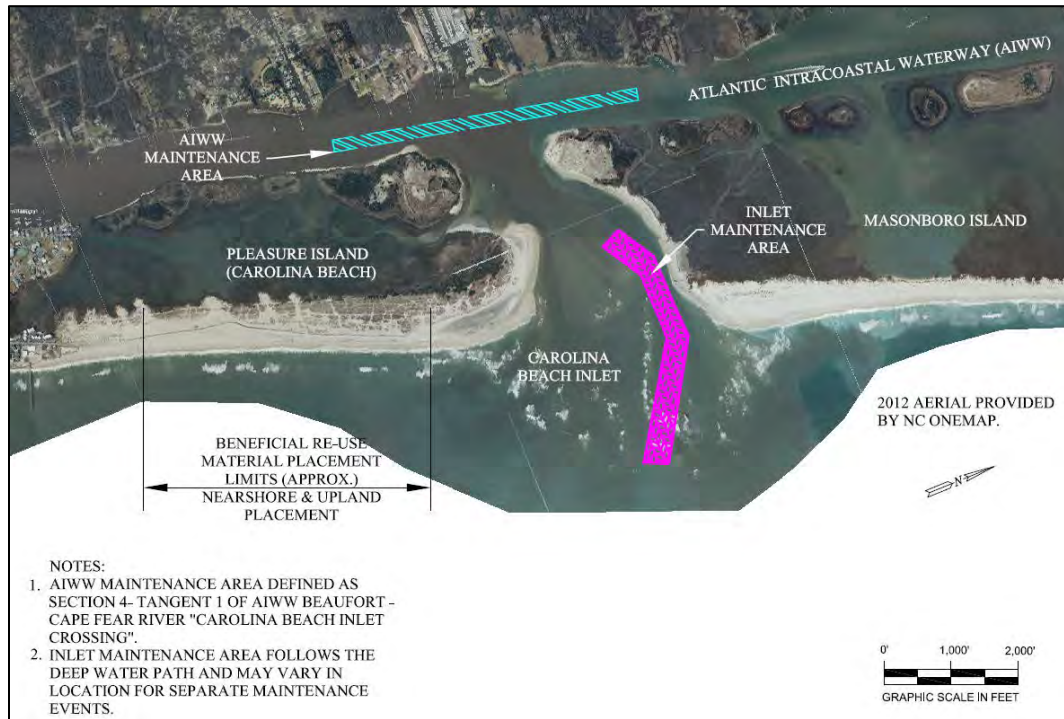 ATLANTIC INTRACOASTAL WATERWAY (AIWW)
AIWW
MAINTENANCE
AREA
INLET
MAINTENANCE
AREA
MASONBORO ISLAND
PLEASURE ISLAND
(CAROLINA BEACH)
CAROLINA
BEACH INLET
2012 AERIAL PROVIDED
BY NC ONEMAP.
N
BENEFICIAL RE-USE
MATERIAL PLACEMENT
LIMITS (APPROX.)
NEARSHORE & UPLAND
PLACEMENT
NOTES:
1. AIWW MAINTENANCE AREA DEFINED AS
SECTION 4- TANGENT 1 OF AIWW BEAUFORT -
CAPE FEAR RIVER "CAROLINA BEACH INLET
CROSSING".
2. INLET MAINTENANCE AREA FOLLOWS THE
DEEP WATER PATH AND MAY VARY IN
LOCATION FOR SEPARATE MAINTENANCE
EVENTS.
0' 1,000' 2,000'
GRAPHIC SCALE IN FEET